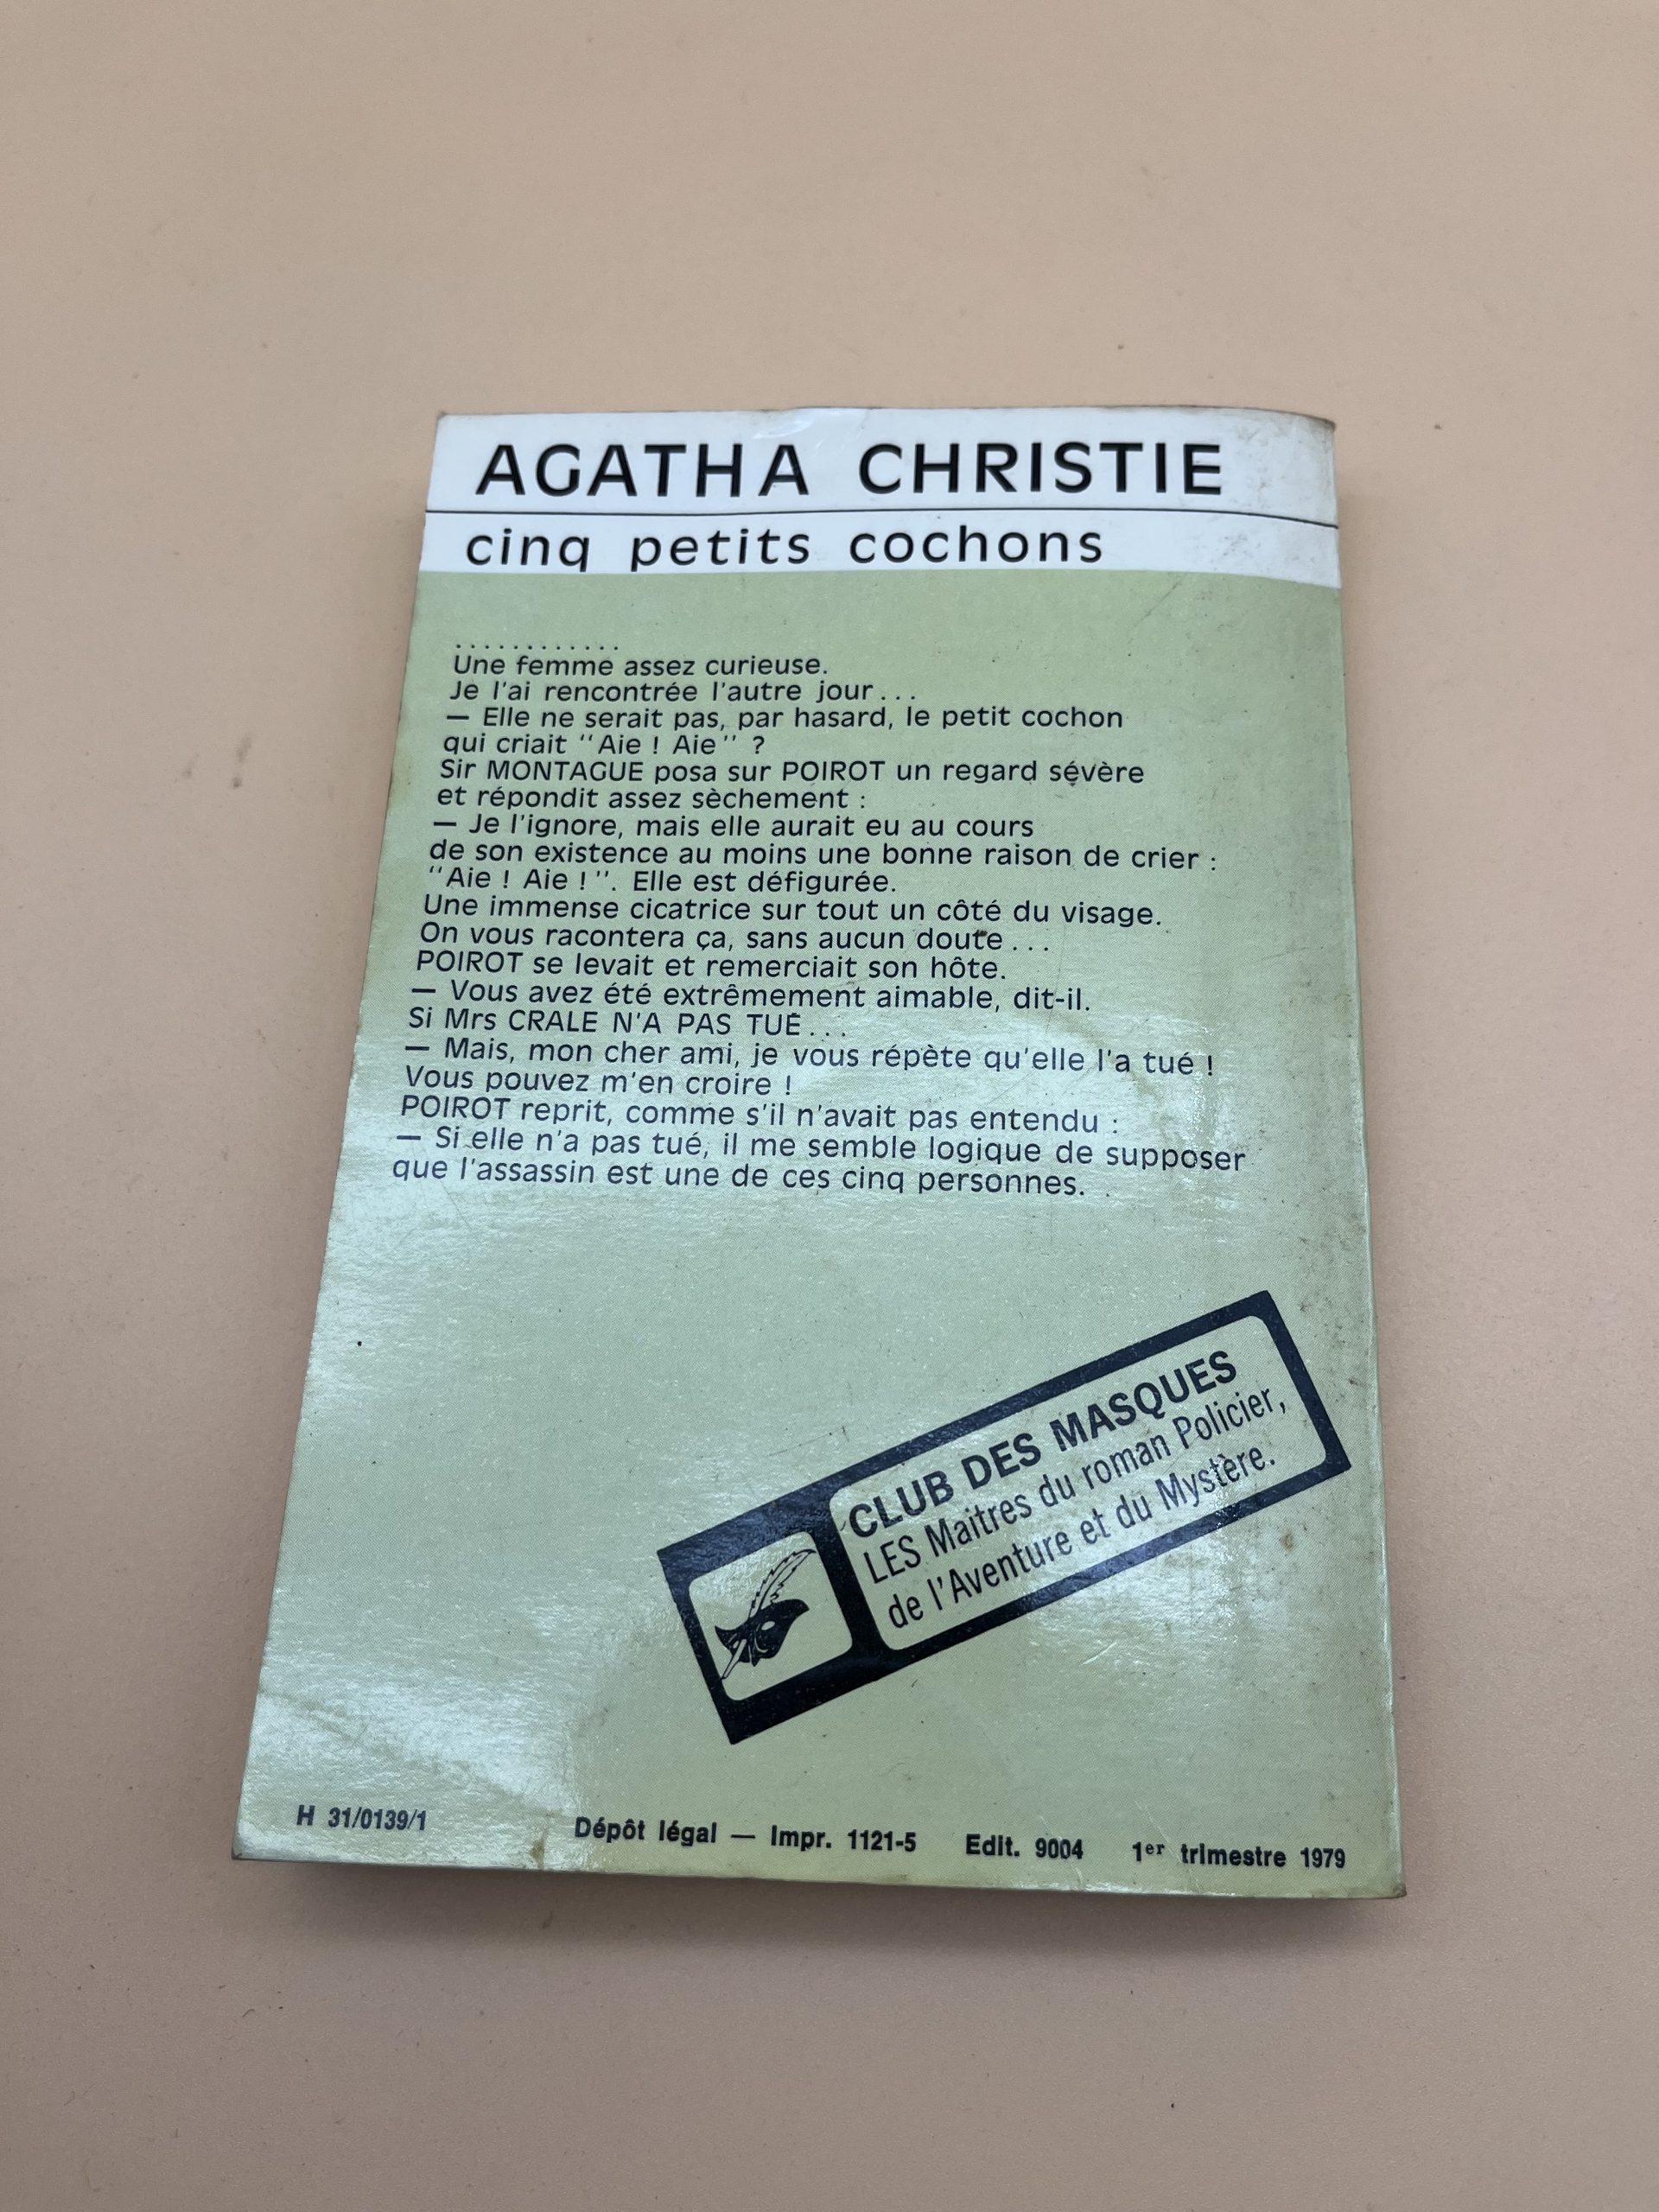 AGATHA CHRISTIE
cinq petits cochons
............
Une femme assez curieuse.
Je l'ai rencontrée l'autre jour...
— Elle ne serait pas, par hasard, le petit cochon
qui criait ''Aie ! Aie'' ?
Sir MONTAGUE posa sur POIROT un regard sévère
et répondit assez sèchement :
— Je l'ignore, mais elle aurait eu au cours
de son existence au moins une bonne raison de crier :
''Aie ! Aie !''. Elle est défigurée.
Une immense cicatrice sur tout un côté du visage.
On vous racontera ça, sans aucun doute...
POIROT se levait et remerciait son hôte.
— Vous avez été extrêmement aimable, dit-il.
Si Mrs CRALE N'A PAS TUÉ...
— Mais, mon cher ami, je vous répète qu'elle l'a tué !
Vous pouvez m'en croire !
POIROT reprit, comme s'il n'avait pas entendu :
— Si elle n'a pas tué, il me semble logique de supposer
que l'assassin est une de ces cinq personnes.
CLUB DES MASQUES
LES Maitres du roman Policier,
de l'Aventure et du Mystère.
H 31/0139/1 Dépôt légal — Impr. 1121-5 Edit. 9004 1er trimestre 1979